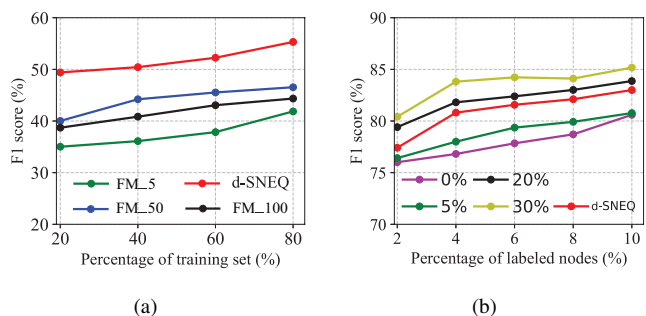 60
50
40
30
20
F1 score (%)
FM_5
d-SNEQ
FM_50
FM_100
20
40
60
80
Percentage of training set (%)
(a)
90
85
80
75
70
F1 score (%)
0%
20%
5%
30%
d-SNEQ
2
4
6
8
10
Percentage of labeled nodes (%)
(b)